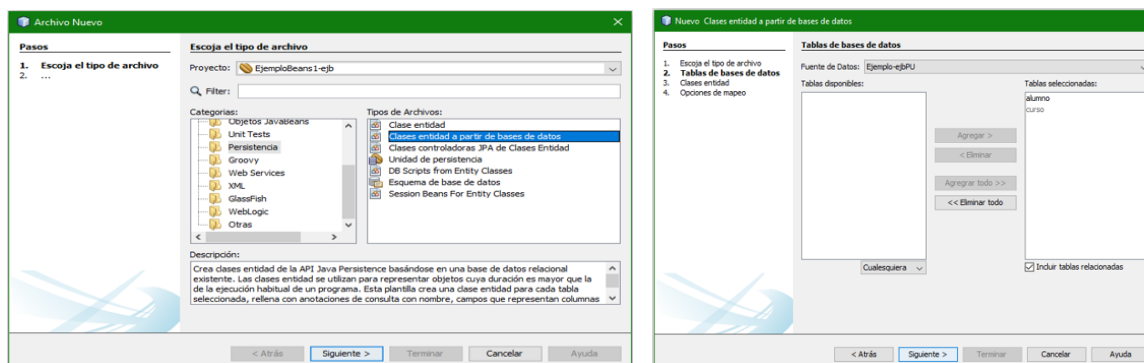 Archivo Nuevo
Pasos
1. Escoja el tipo de archivo
2. ...
Escoja el tipo de archivo
Proyecto: EjemploBeans1-ejb
Filter:
Categorías:
Objetos JavaBeans
Unit Tests
Persistencia
Groovy
Web Services
XML
GlassFish
WebLogic
Otras
Tipos de Archivos:
Clase entidad
Clases entidad a partir de bases de datos
Clases controladoras JPA de Clases Entidad
Unidad de persistencia
DB Scripts from Entity Classes
Esquema de base de datos
Session Beans For Entity Classes
Descripción:
Crea clases entidad de la API Java Persistence basándose en una base de datos relacional
existente. Las clases entidad se utilizan para representar objetos cuya duración es mayor que la
de la ejecución habitual de un programa. Esta plantilla crea una clase entidad para cada tabla
seleccionada, rellena con anotaciones de consulta con nombre, campos que representan columnas
< Atrás
Siguiente >
Terminar
Cancelar
Ayuda
Nuevo Clases entidad a partir de bases de datos
Pasos
1. Escoja el tipo de archivo
2. Tablas de bases de datos
3. Clases entidad
4. Opciones de mapeo
Tablas de bases de datos
Fuente de Datos: Ejemplo-ejbPU
Tablas disponibles:
Cualesquiera
Agregar >
< Eliminar
Agregrar todo >>
<< Eliminar todo
Tablas seleccionadas:
alumno
curso
Incluir tablas relacionadas
< Atrás
Siguiente >
Terminar
Cancelar
Ayuda